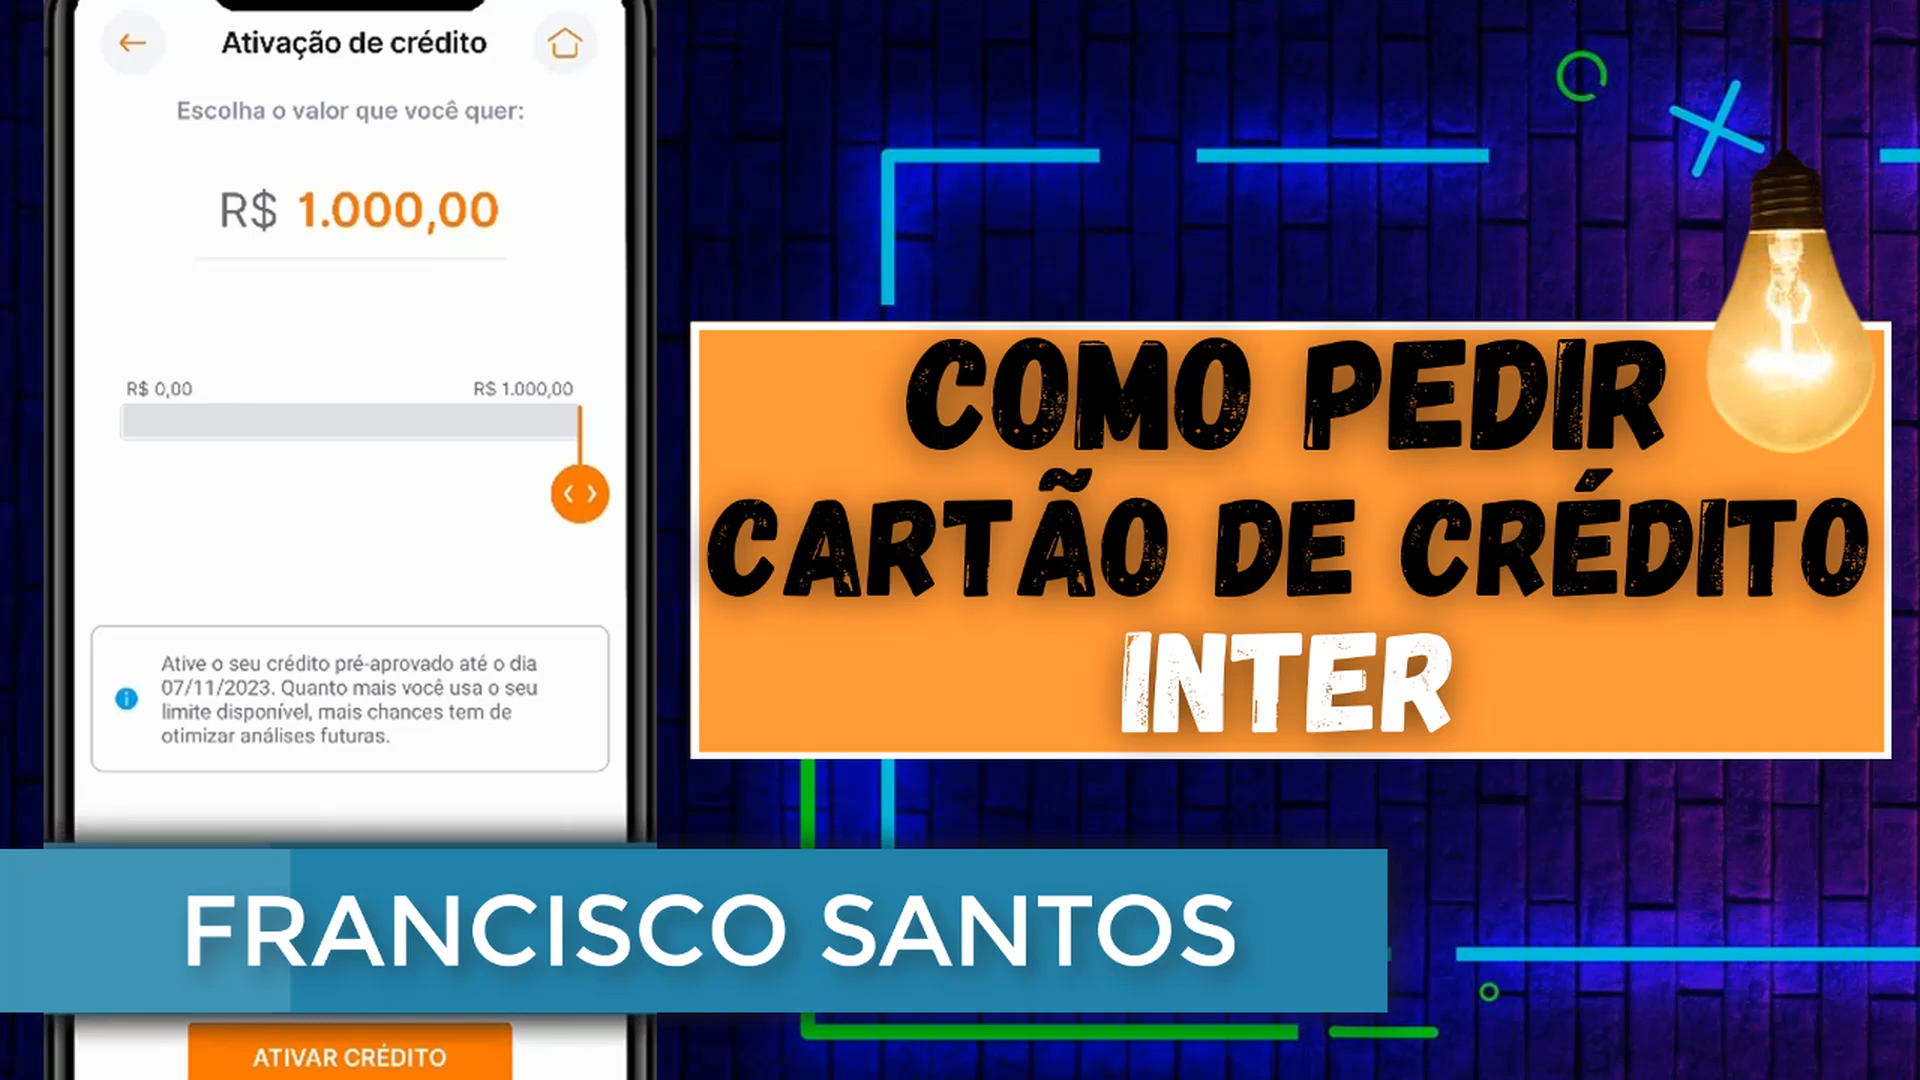 Ativação de crédito
Escolha o valor que você quer:
R$ 1.000,00
R$ 0,00 R$ 1.000,00
Ative o seu crédito pré-aprovado até o dia
07/11/2023. Quanto mais você usa o seu
limite disponível, mais chances tem de
otimizar análises futuras.
COMO PEDIR
CARTÃO DE CRÉDITO
INTER
FRANCISCO SANTOS
ATIVAR CRÉDITO